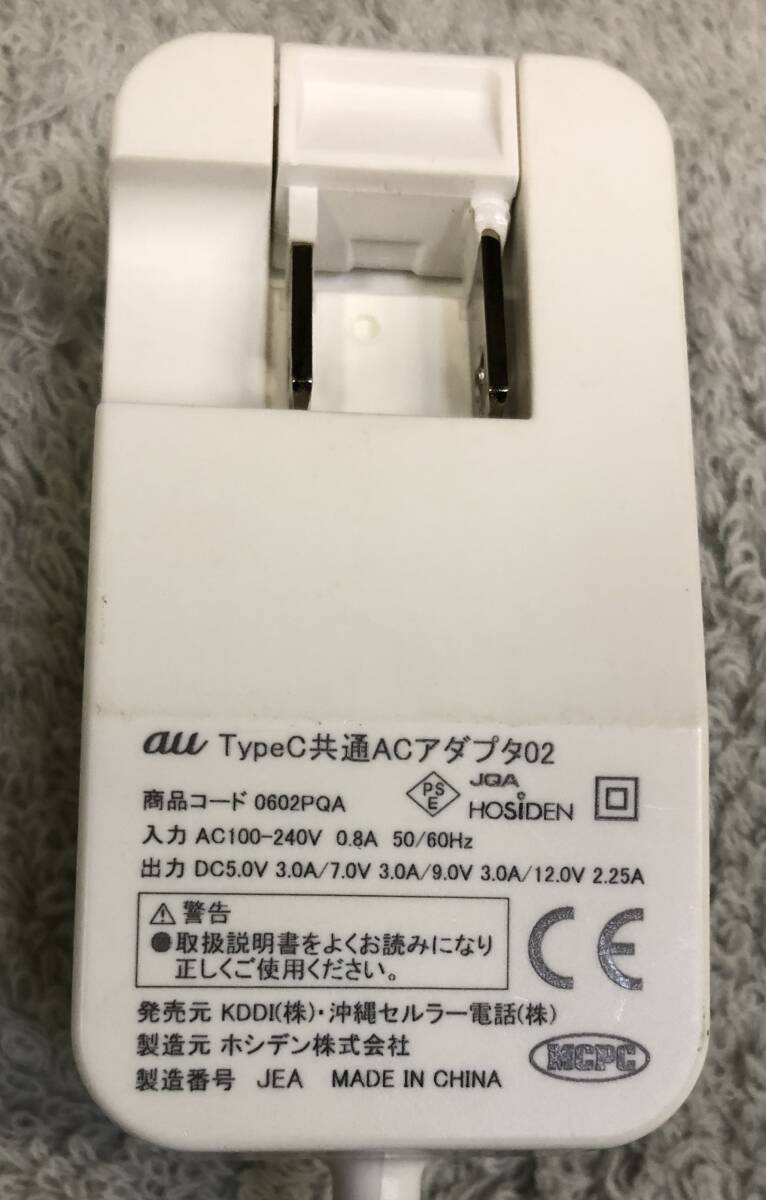 au TypeC共通ACアダプタ02
商品コード 0602PQA
PS
E
JQA
HOSIDEN
入力 AC100-240V 0.8A 50/60Hz
出力 DC5.0V 3.0A/7.0V 3.0A/9.0V 3.0A/12.0V 2.25A
⚠警告
●取扱説明書をよくお読みになり
正しくご使用ください。
CE
発売元 KDDI(株)・沖縄セルラー電話(株)
製造元 ホシデン株式会社
MCPC
製造番号 JEA MADE IN CHINA